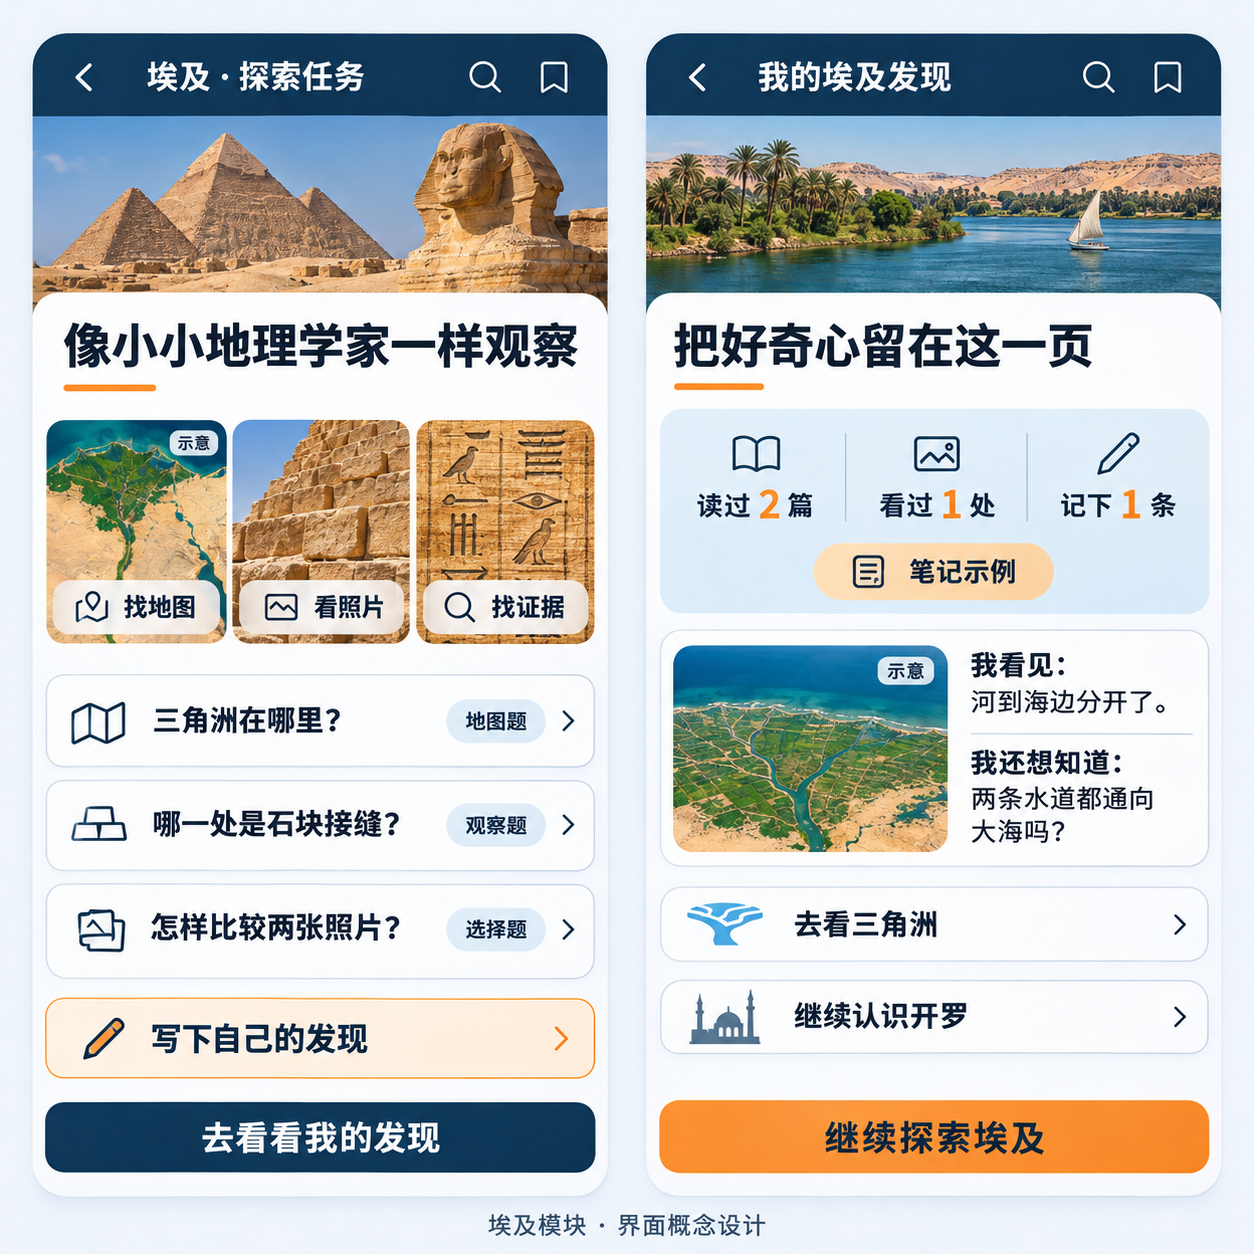 埃及·探索任务
像小小地理学家一样观察
示意
找地图
看照片
找证据
三角洲在哪里？
地图题
哪一处是石块接缝？
观察题
怎样比较两张照片？
选择题
写下自己的发现
去看看我的发现
我的埃及发现
把好奇心留在这一页
读过 2 篇
看过 1 处
记下 1 条
笔记示例
示意
我看见：
河到海边分开了。
我还想知道：
两条水道都通向
大海吗？
去看三角洲
继续认识开罗
继续探索埃及
埃及模块 · 界面概念设计